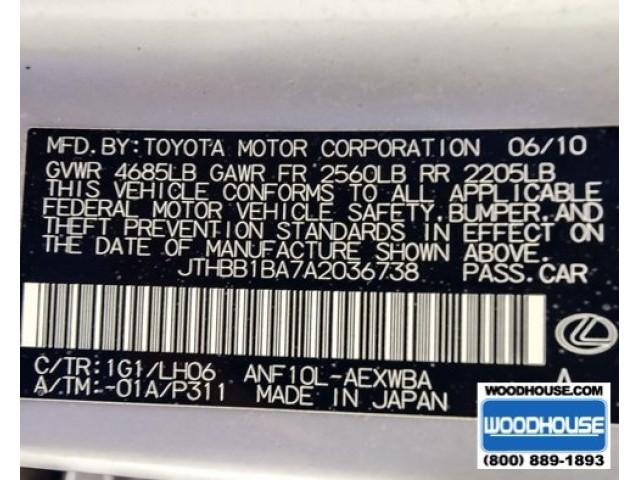 MFD.BY:TOYOTA MOTOR CORPORATION 06/10
GVWR 4685LB GAWR FR 2560LB RR 2205LB
THIS VEHICLE CONFORMS TO ALL APPLICABLE
FEDERAL MOTOR VEHICLE SAFETY,BUMPER,AND
THEFT PREVENTION STANDARDS IN EFFECT ON
THE DATE OF MANUFACTURE SHOWN ABOVE.
JTHBB1BA7A2036738 PASS.CAR
C/TR:1G1/LH06 ANF10L-AEXWBA A
A/TM:-01A/P311 MADE IN JAPAN
WOODHOUSE.COM
WOODHOUSE
(800) 889-1893